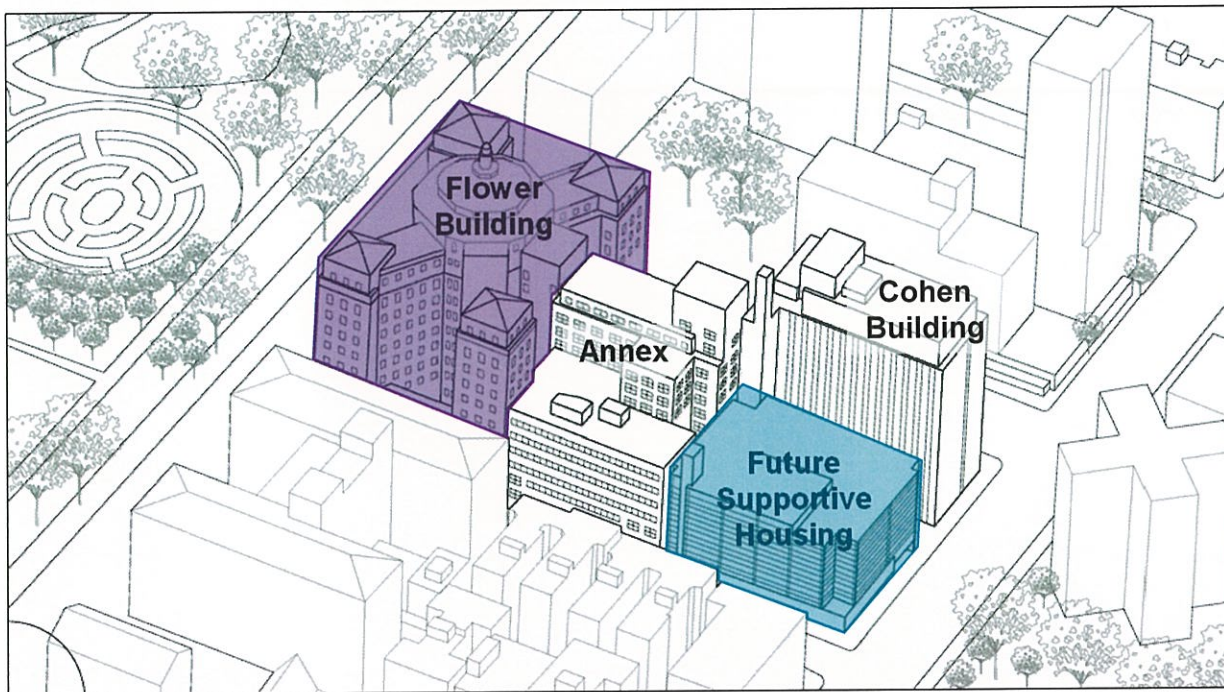 Flower
Building
Cohen
Building
Annex
Future
Supportive
Housing